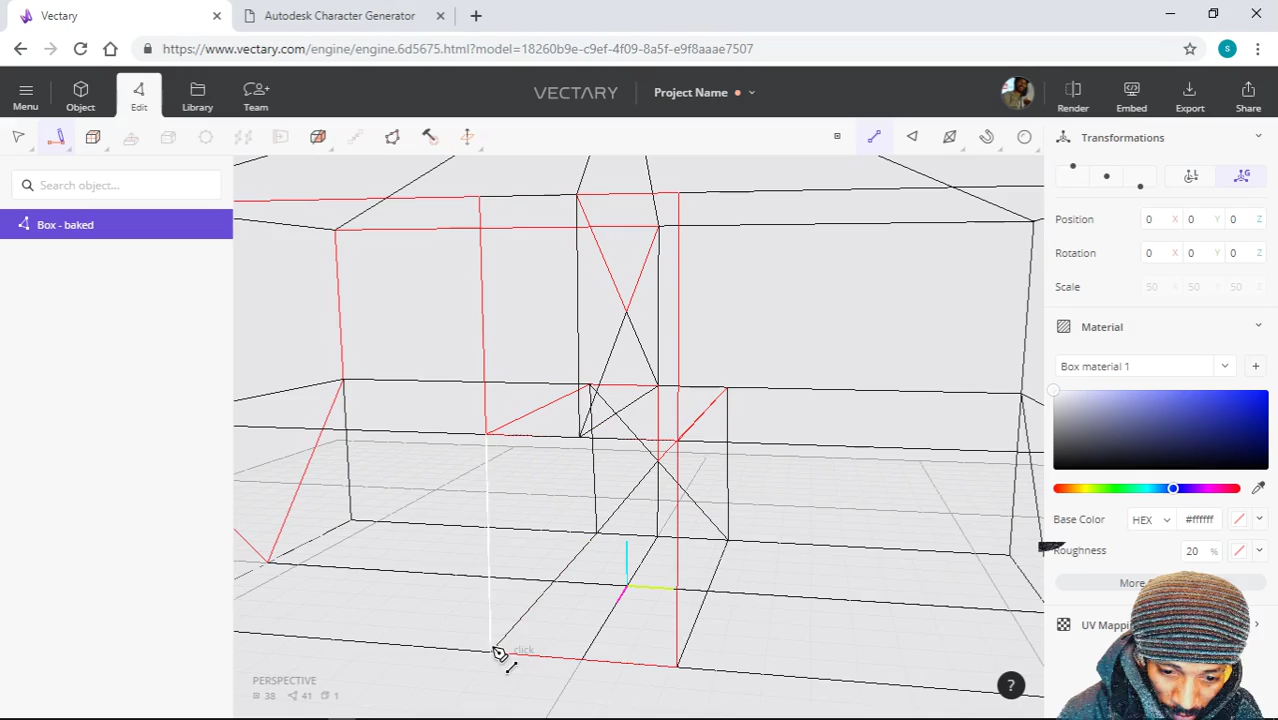 Vectary
Autodesk Character Generator
https://www.vectary.com/engine/engine.6d5675.html?model=18260b9e-c9ef-4f09-8a5f-e9f8aaae7507
S
Menu
Object
Edit
Library
Team
VECTARY
Project Name
Render
Embed
Export
Share
Search object...
Box - baked
Transformations
L
G
Position 0 X 0 Y 0 Z
Rotation 0 X 0 Y 0 Z
Scale 50 X 50 Y 50 Z
Material
Box material 1
Base Color HEX #ffffff
Roughness 20 %
More
UV Mapping
click
PERSPECTIVE
38 41 1
?